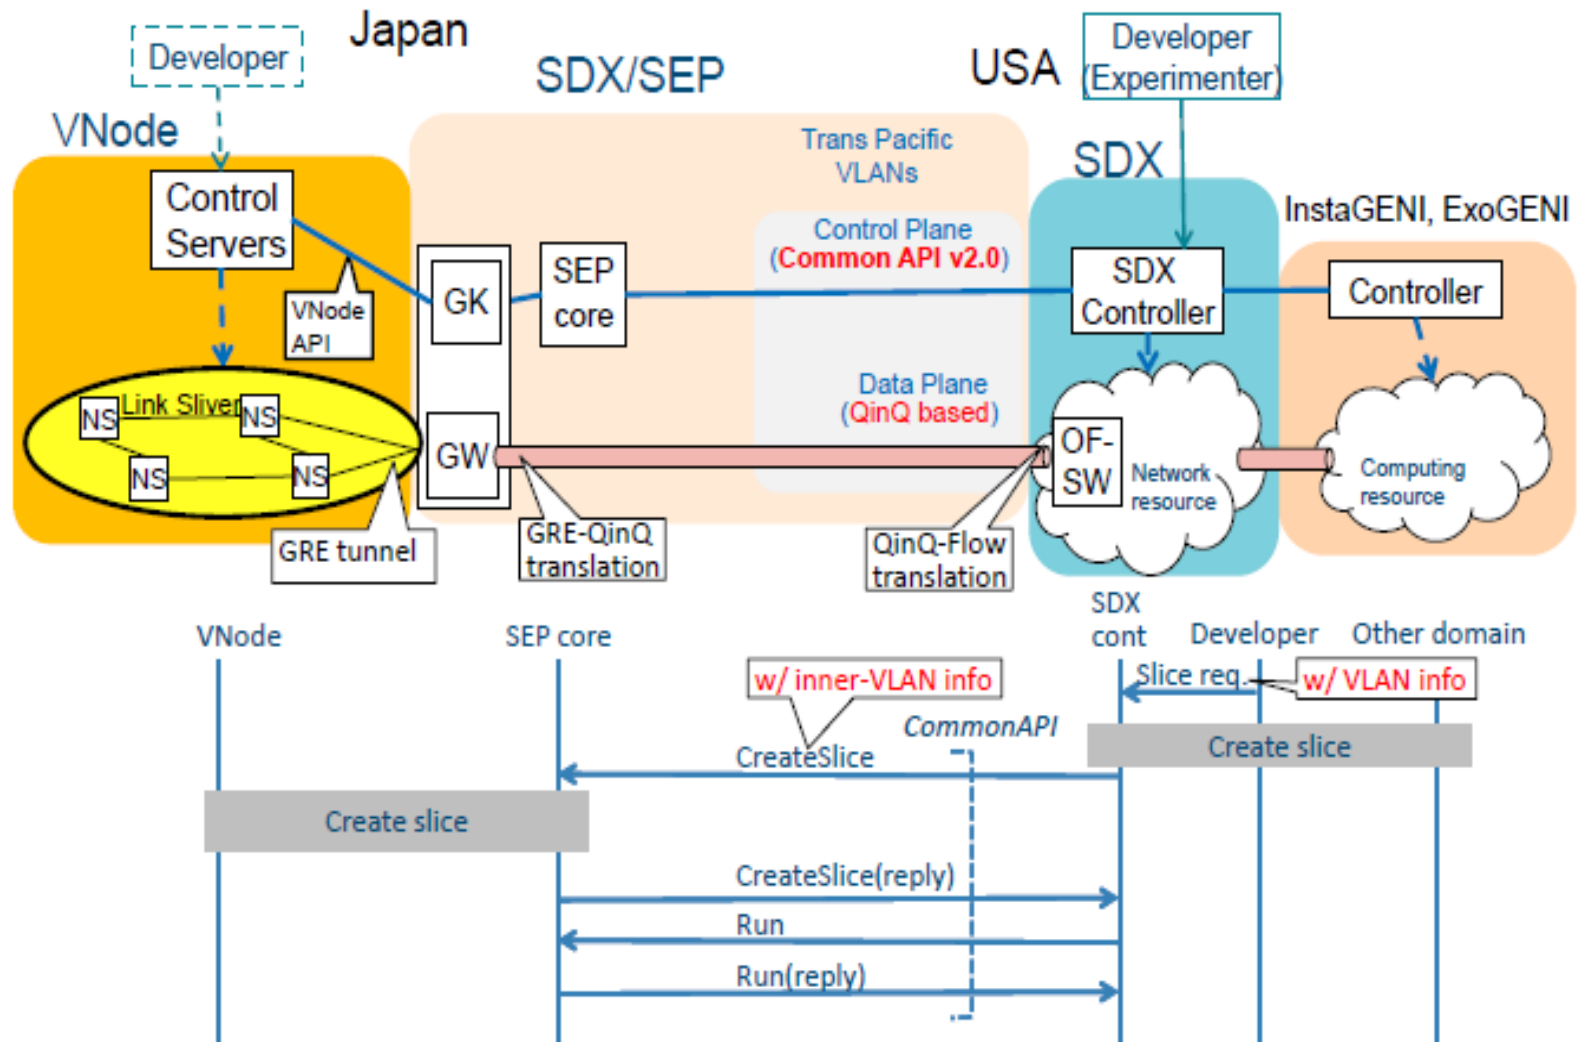 Japan
Developer
SDX/SEP
USA
Developer
(Experimenter)
VNode
Trans Pacific
VLANs
SDX
InstaGENI, ExoGENI
Control
Servers
Control Plane
(Common API v2.0)
VNode
API
GK
SEP
core
SDX
Controller
Controller
Link Sliver
NS
NS
NS
NS
GW
Data Plane
(QinQ based)
OF-
SW
Network
resource
Computing
resource
GRE tunnel
GRE-QinQ
translation
QinQ-Flow
translation
VNode
SEP core
SDX
cont
Developer
Other domain
w/ inner-VLAN info
Slice req.
w/ VLAN info
CommonAPI
Create slice
CreateSlice
Create slice
CreateSlice(reply)
Run
Run(reply)